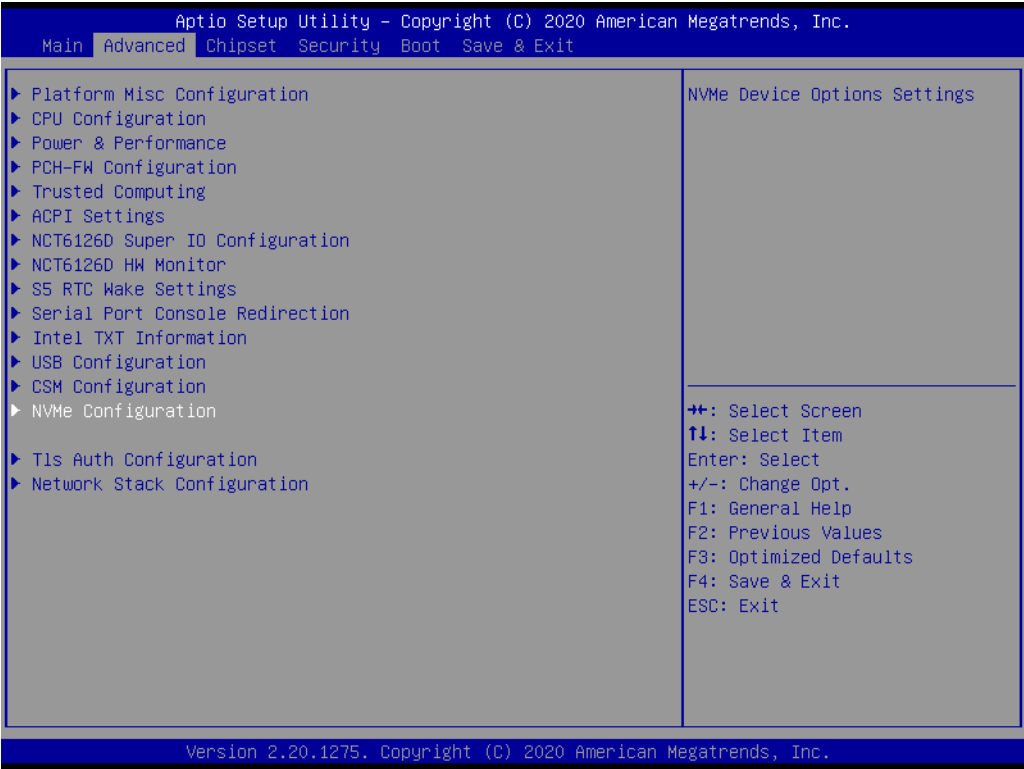 Aptio Setup Utility – Copyright (C) 2020 American Megatrends, Inc.
Main Advanced Chipset Security Boot Save & Exit
Platform Misc Configuration
CPU Configuration
Power & Performance
PCH-FW Configuration
Trusted Computing
ACPI Settings
NCT6126D Super IO Configuration
NCT6126D HW Monitor
S5 RTC Wake Settings
Serial Port Console Redirection
Intel TXT Information
USB Configuration
CSM Configuration
NVMe Configuration
Tls Auth Configuration
Network Stack Configuration
NVMe Device Options Settings
→←: Select Screen
↑↓: Select Item
Enter: Select
+/-: Change Opt.
F1: General Help
F2: Previous Values
F3: Optimized Defaults
F4: Save & Exit
ESC: Exit
Version 2.20.1275. Copyright (C) 2020 American Megatrends, Inc.